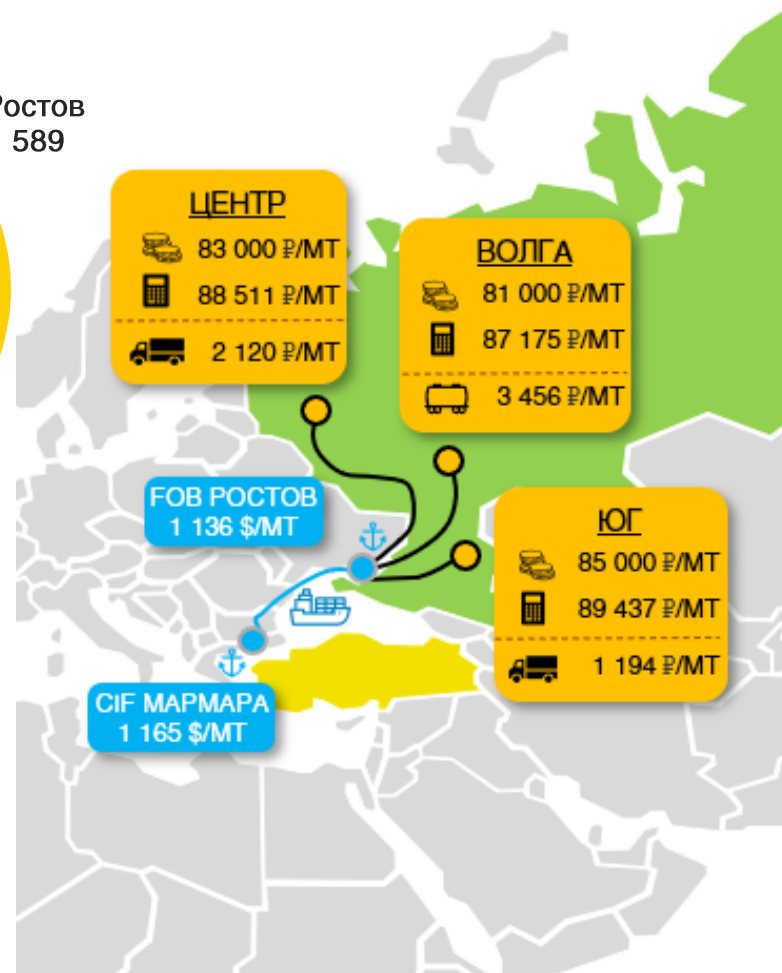 Ростов
589
ЦЕНТР
83 000 ₽/МТ
88 511 ₽/МТ
2 120 ₽/МТ
ВОЛГА
81 000 ₽/МТ
87 175 ₽/МТ
3 456 ₽/МТ
FOB РОСТОВ
1 136 $/МТ
ЮГ
85 000 ₽/МТ
89 437 ₽/МТ
1 194 ₽/МТ
CIF МАРМАРА
1 165 $/МТ